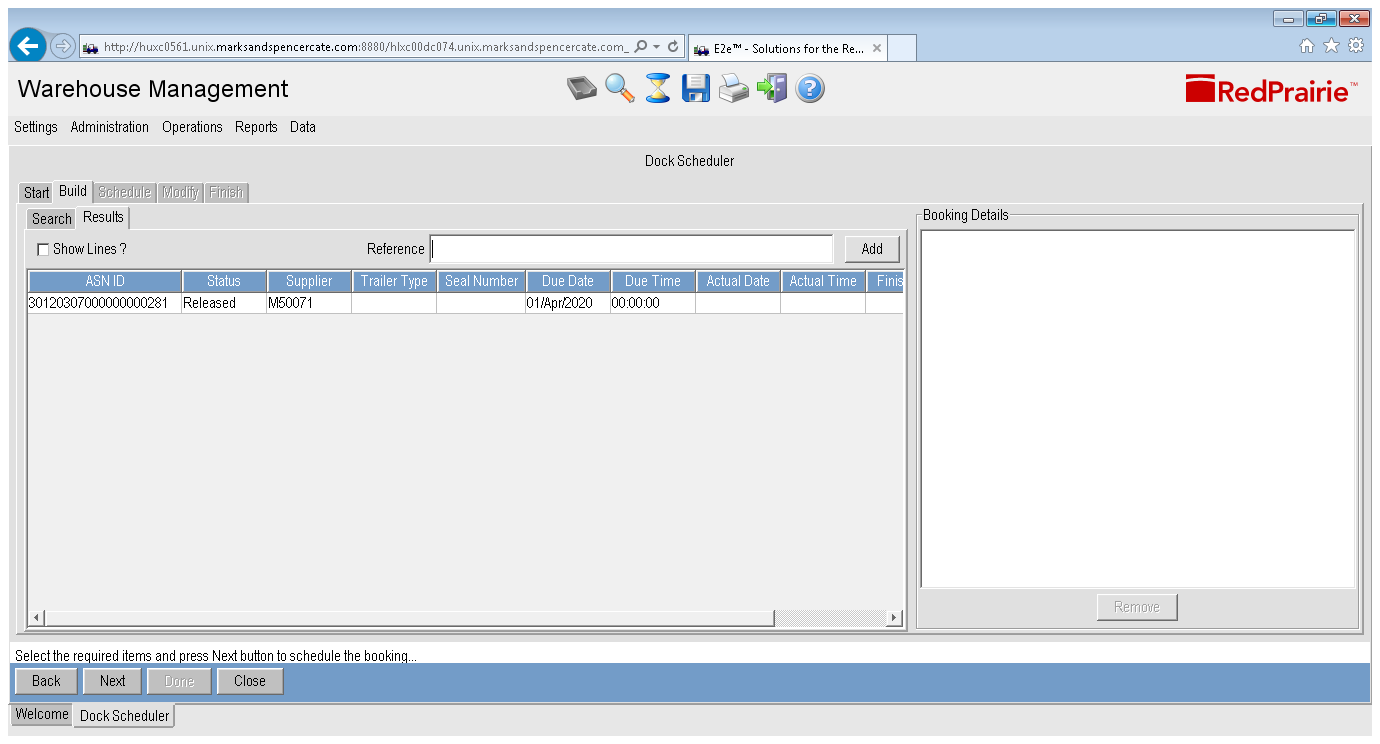 http://huxc0561.unix.marksandspencercate.com:8880/hlxc00dc074.unix.marksandspencercate.com_
E2e™ - Solutions for the Re...
Warehouse Management
RedPrairie™
Settings Administration Operations Reports Data
Dock Scheduler
Start Build Schedule Modify Finish
Search Results
Booking Details
Show Lines ? Reference Add
ASN ID Status Supplier Trailer Type Seal Number Due Date Due Time Actual Date Actual Time Finis
30120307000000000281 Released M50071 01/Apr/2020 00:00:00
Remove
Select the required items and press Next button to schedule the booking...
Back Next Done Close
Welcome Dock Scheduler